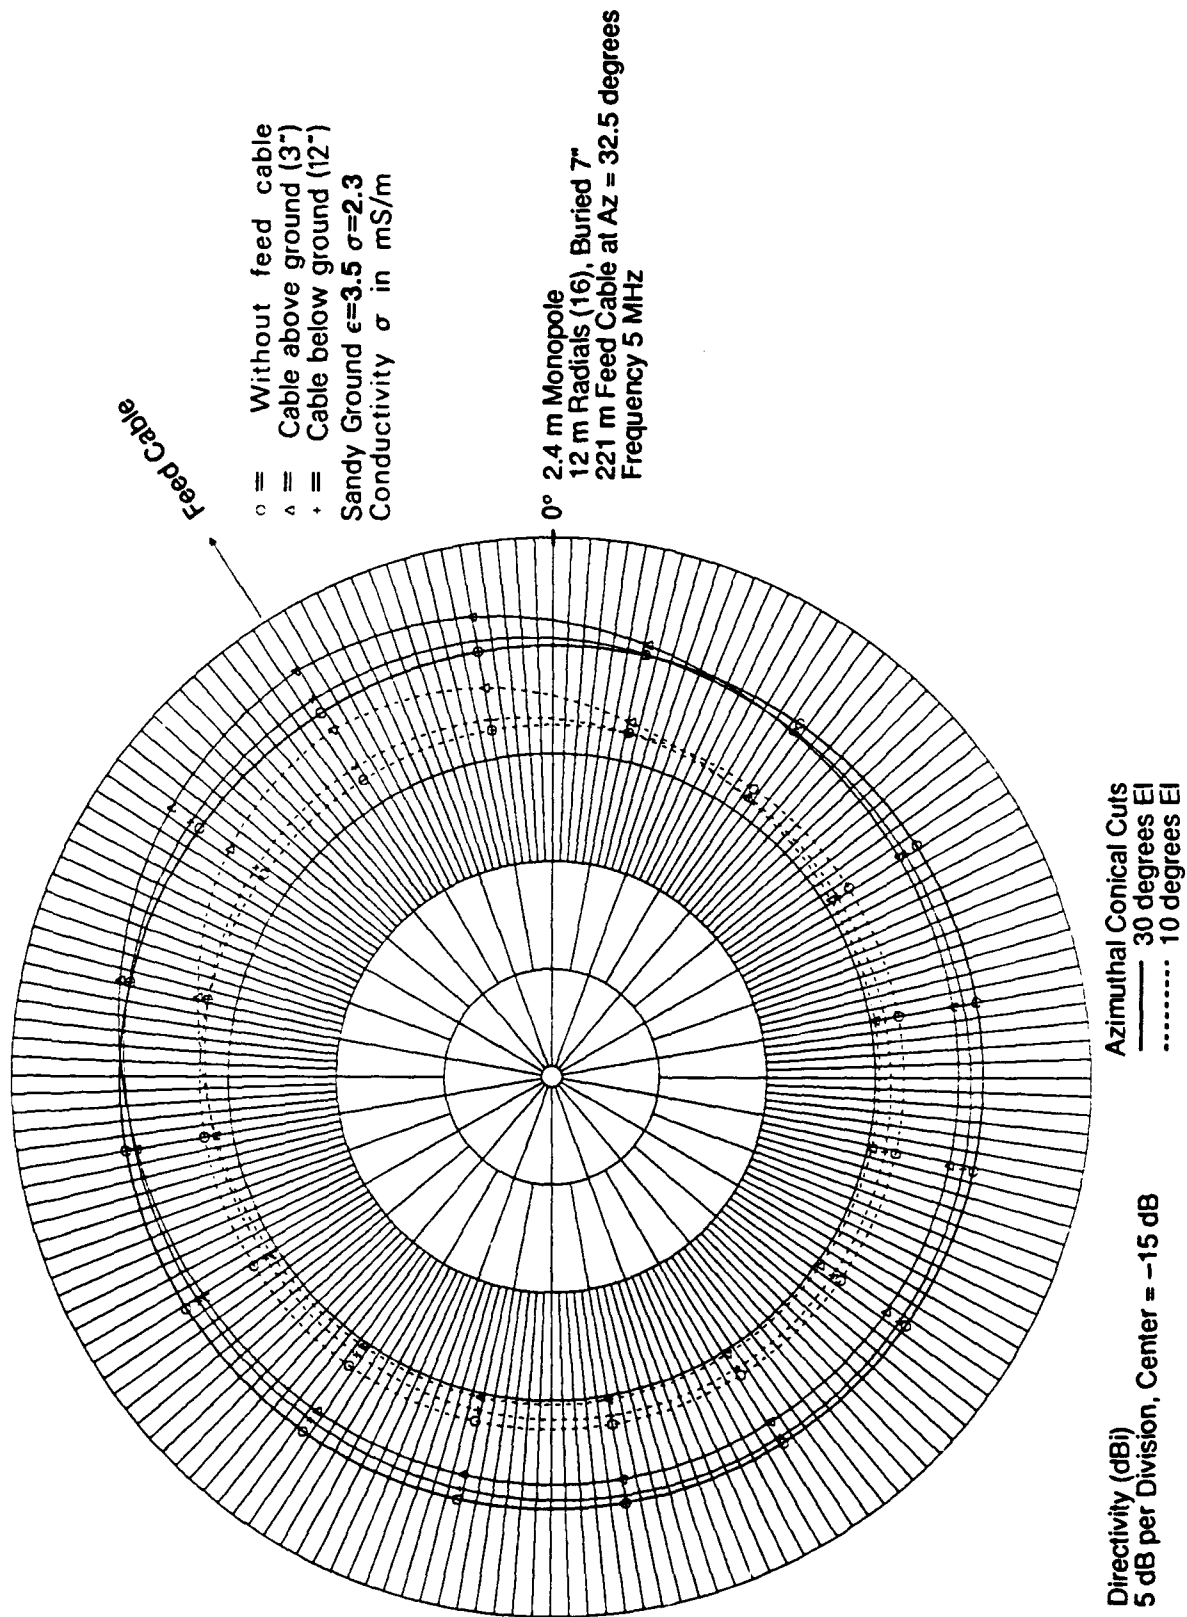 Feed Cable
○ = Without feed cable
△ = Cable above ground (3")
+ = Cable below ground (12")
Sandy Ground ϵ=3.5 σ=2.3
Conductivity σ in mS/m
0°
2.4 m Monopole
12 m Radials (16), Buried 7"
221 m Feed Cable at Az = 32.5 degrees
Frequency 5 MHz
Directivity (dBi)
5 dB per Division, Center = -15 dB
Azimuthal Conical Cuts
—— 30 degrees El
--------- 10 degrees El